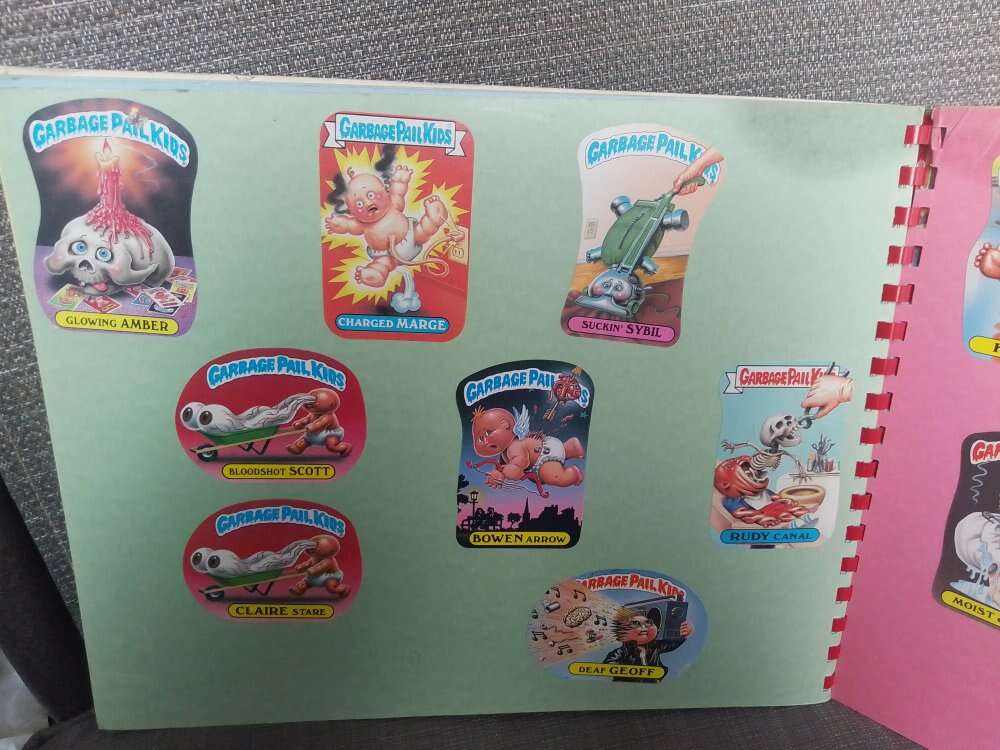 GARBAGE PAIL KIDS
GLOWING AMBER
GARBAGE PAIL KIDS
CHARGED MARGE
GARBAGE PAIL K
SUCKIN' SYBIL
GARBAGE PAIL KIDS
BLOODSHOT SCOTT
GARBAGE PAIL KIDS
CLAIRE STARE
GARBAGE PAIL
BOWEN ARROW
GARBAGE PAIL KIDS
RUDY CANAL
GARBAGE PAIL KIDS
DEAF GEOFF
GAR
MOIST